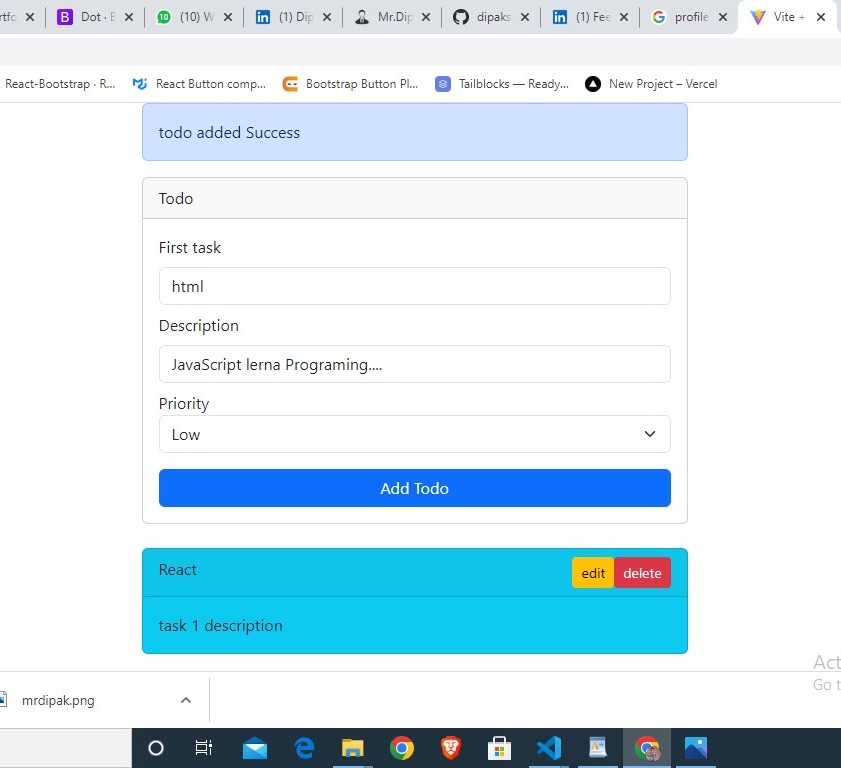 rtfo
Dot · B
(10) W
(1) Dip
Mr.Dip
dipaks
(1) Fee
profile
Vite +
React-Bootstrap · R...
React Button comp...
Bootstrap Button Pl...
Tailblocks — Ready...
New Project – Vercel
todo added Success
Todo
First task
html
Description
JavaScript lerna Programing....
Priority
Low
Add Todo
React
edit
delete
task 1 description
Act
Go t
mrdipak.png